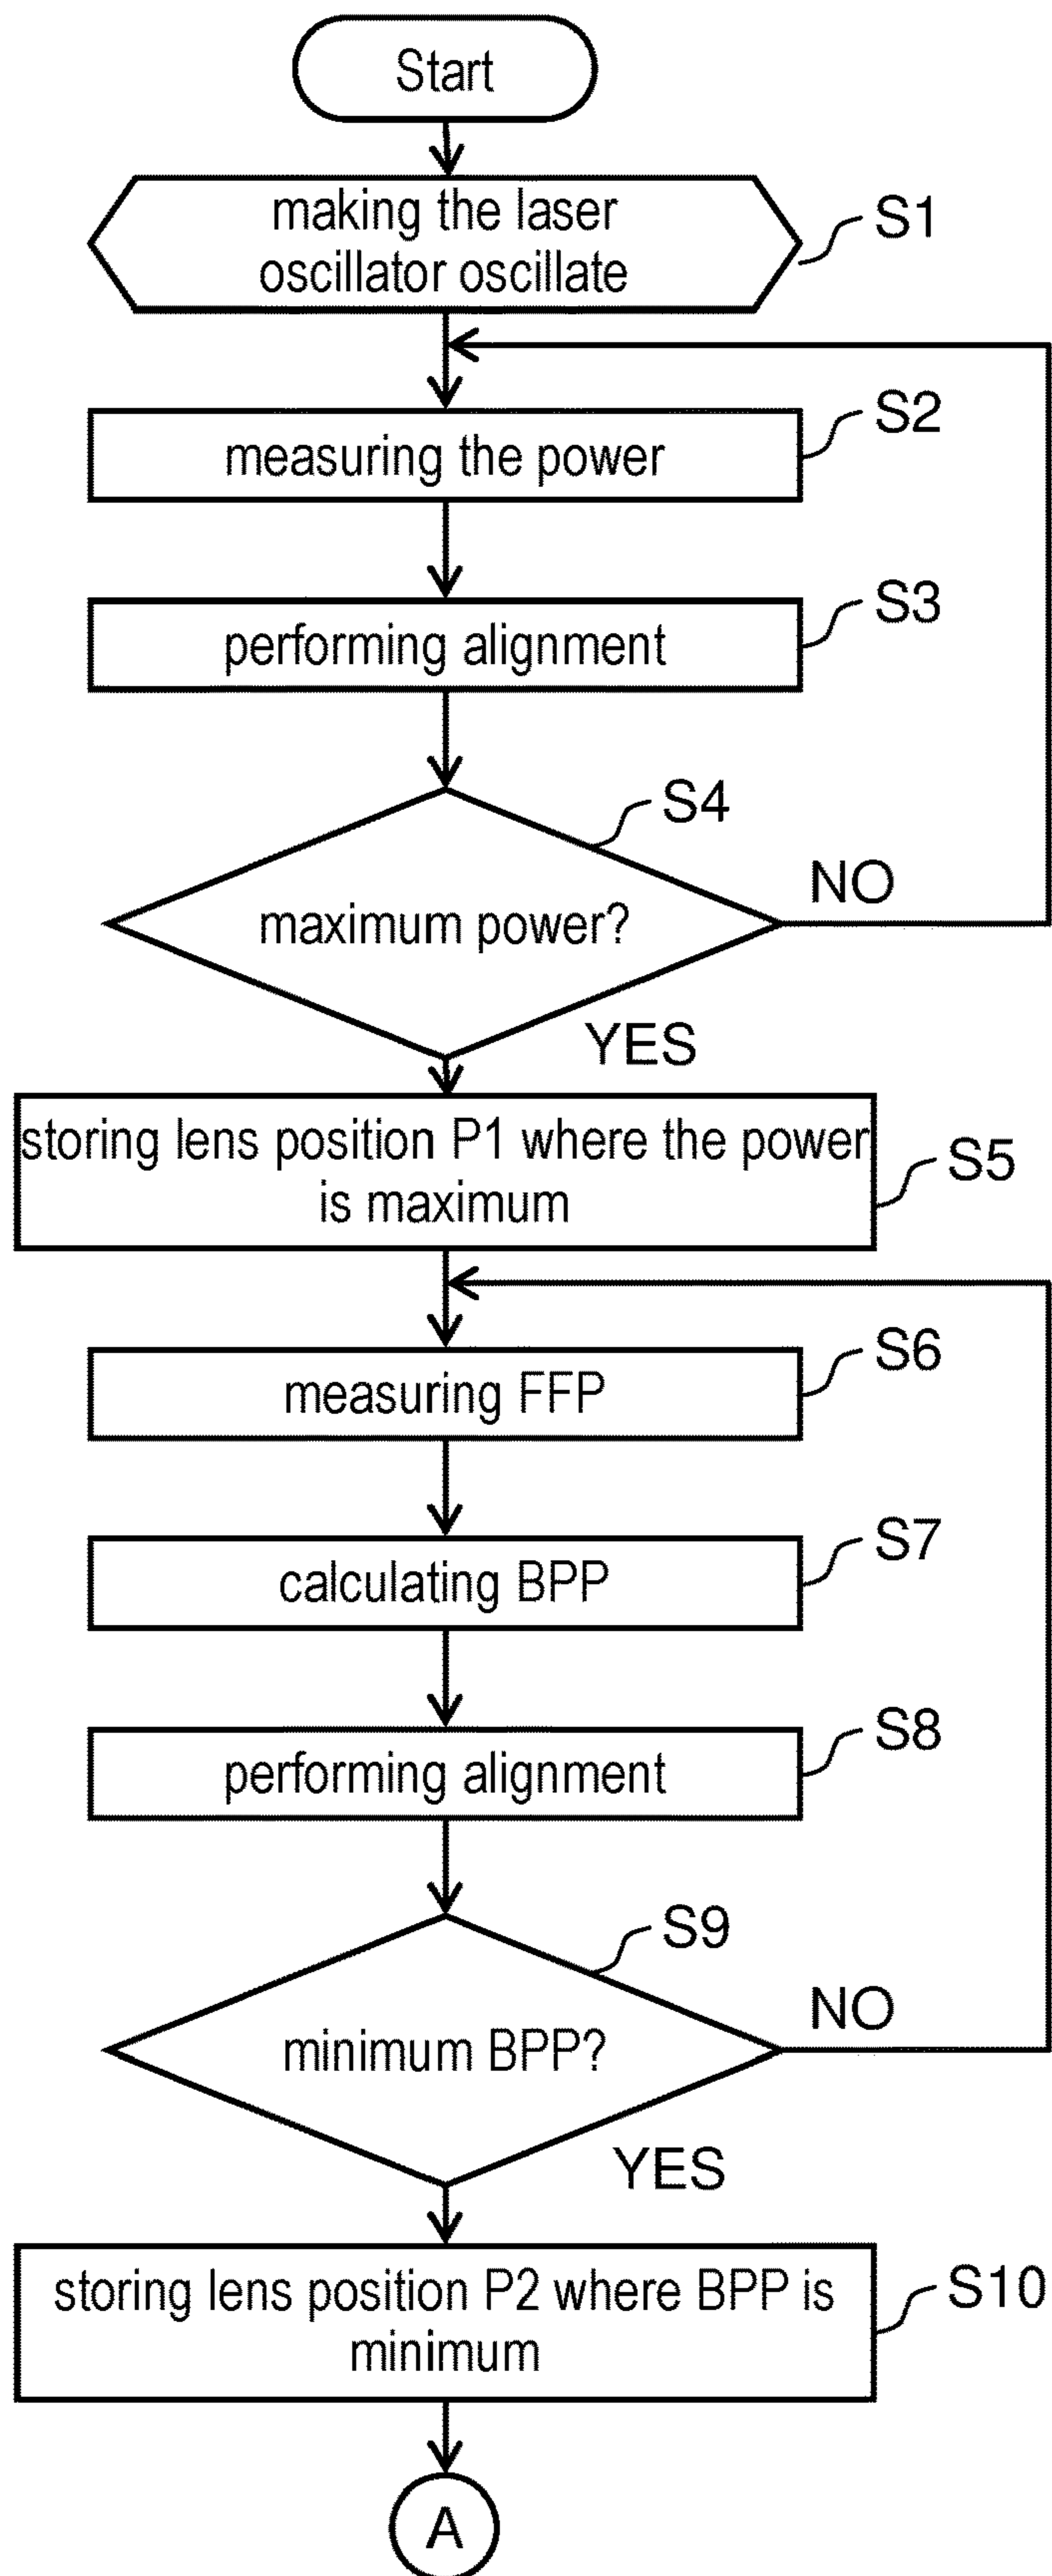 Start
making the laser
oscillator oscillate
S1
measuring the power
S2
performing alignment
S3
S4
maximum power?
NO
YES
storing lens position P1 where the power
is maximum
S5
measuring FFP
S6
calculating BPP
S7
performing alignment
S8
S9
minimum BPP?
NO
YES
storing lens position P2 where BPP is
minimum
S10
A